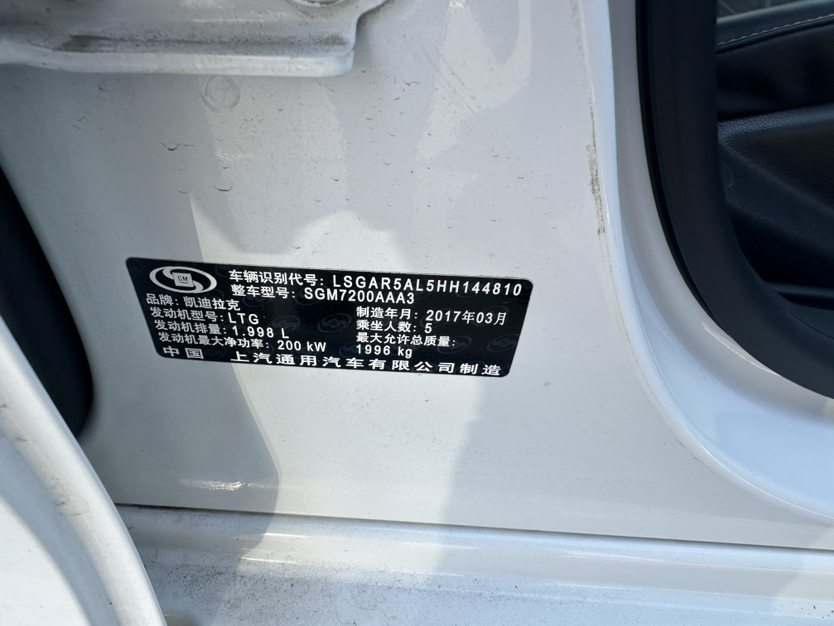 GM
车辆识别代号: LSGAR5AL5HH144810
整车型号: SGM7200AAA3
品牌: 凯迪拉克
制造年月: 2017年03月
发动机型号: LTG
乘坐人数: 5
发动机排量: 1.998 L
最大允许总质量:
发动机最大净功率: 200 kW
1996 kg
中国 上汽通用汽车有限公司制造